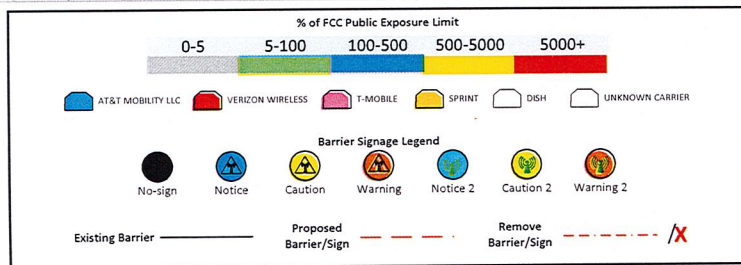 % of FCC Public Exposure Limit
0-5 5-100 100-500 500-5000 5000+
AT&T MOBILITY LLC VERIZON WIRELESS T-MOBILE SPRINT DISH UNKNOWN CARRIER
Barrier Signage Legend
No-sign Notice Caution Warning Notice 2 Caution 2 Warning 2
Existing Barrier Proposed Barrier/Sign Remove Barrier/Sign /X